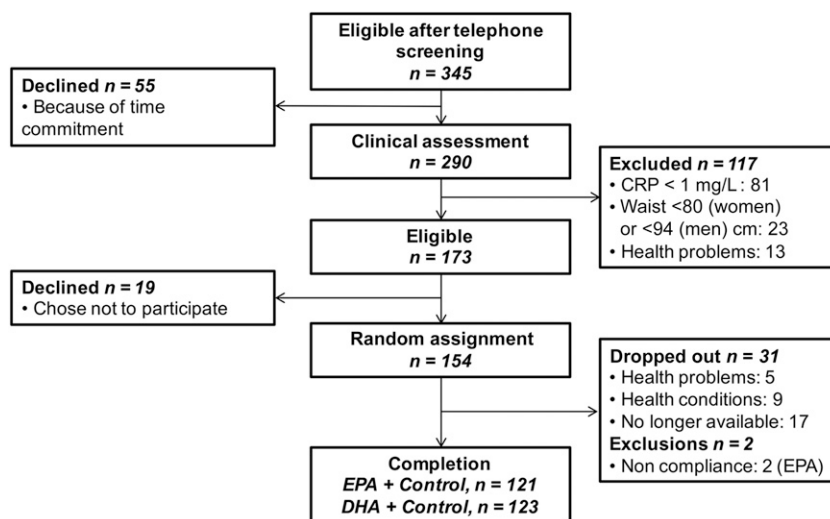 Eligible after telephone
screening
n = 345
Declined n = 55
• Because of time
commitment
Clinical assessment
n = 290
Excluded n = 117
• CRP < 1 mg/L : 81
• Waist <80 (women)
or <94 (men) cm: 23
• Health problems: 13
Eligible
n = 173
Declined n = 19
• Chose not to participate
Random assignment
n = 154
Dropped out n = 31
• Health problems: 5
• Health conditions: 9
• No longer available: 17
Exclusions n = 2
• Non compliance: 2 (EPA)
Completion
EPA + Control, n = 121
DHA + Control, n = 123